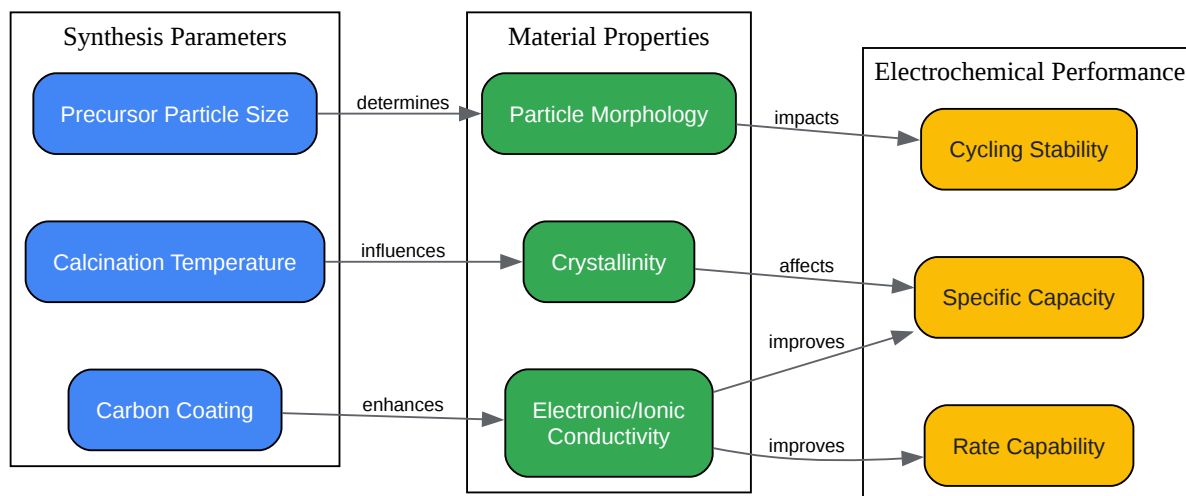 Synthesis Parameters
Precursor Particle Size
Calcination Temperature
Carbon Coating
determines
influences
enhances
Material Properties
Particle Morphology
Crystallinity
Electronic/Ionic
Conductivity
impacts
affects
improves
improves
Electrochemical Performance
Cycling Stability
Specific Capacity
Rate Capability